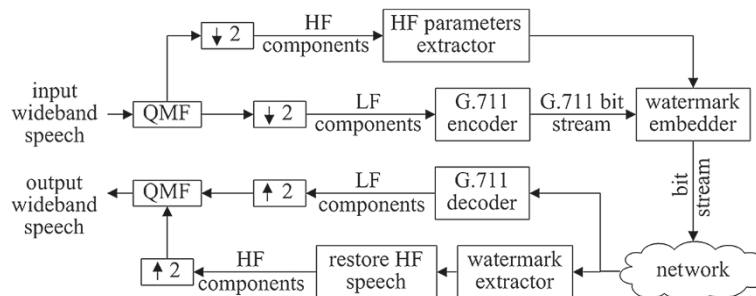 HF
components
HF parameters
extractor
↓ 2
input
wideband
speech
QMF
↓ 2
LF
components
G.711
encoder
G.711 bit
stream
watermark
embedder
output
wideband
speech
QMF
↑ 2
LF
components
G.711
decoder
bit
stream
↑ 2
HF
components
restore HF
speech
watermark
extractor
network